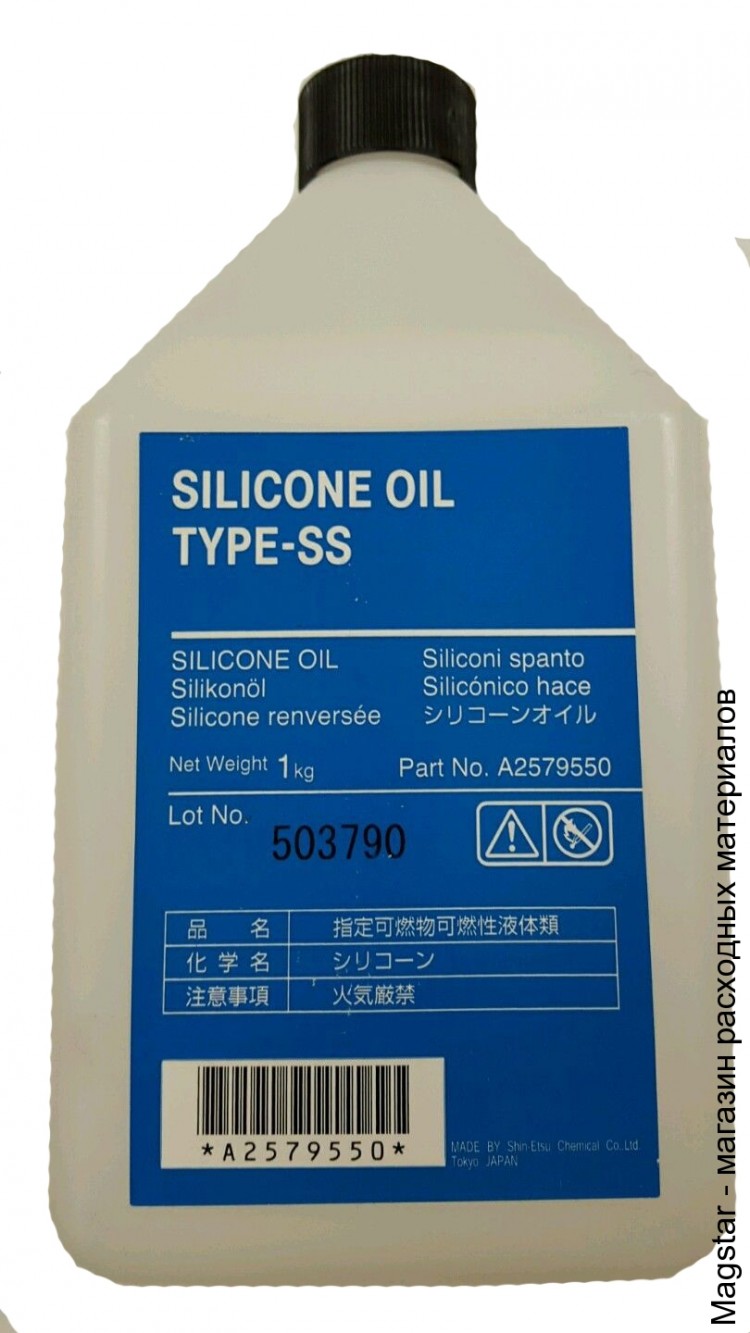 SILICONE OIL
TYPE-SS
SILICONE OIL
Silikonöl
Silicone renversée
Siliconi spanto
Silicónico hace
シリコーンオイル
Net Weight 1kg
Part No. A2579550
Lot No.
503790
品 名 指定可燃物可燃性液体類
化学名 シリコーン
注意事項 火気厳禁
*A2579550*
MADE BY Shin-Etsu Chemical Co., Ltd.
Tokyo JAPAN
Magstar - магазин расходных материалов